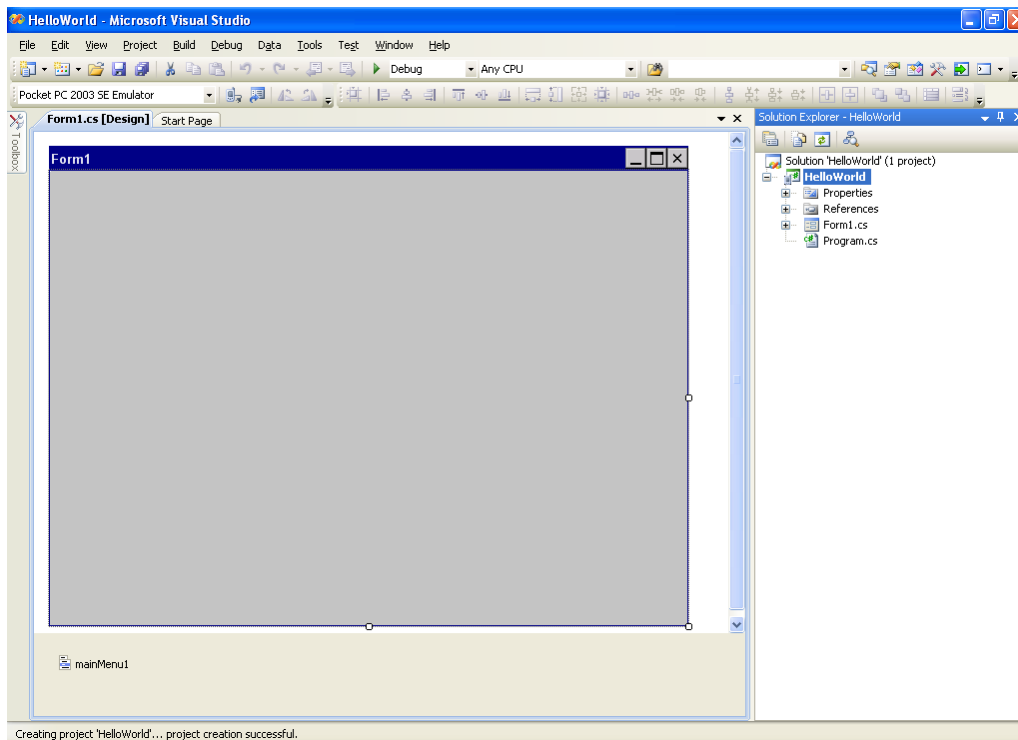 HelloWorld - Microsoft Visual Studio
File Edit View Project Build Debug Data Tools Test Window Help
Debug Any CPU
Pocket PC 2003 SE Emulator
Form1.cs [Design] Start Page
Solution Explorer - HelloWorld
Toolbox
Form1
Solution 'HelloWorld' (1 project)
HelloWorld
Properties
References
Form1.cs
Program.cs
mainMenu1
Creating project 'HelloWorld'... project creation successful.